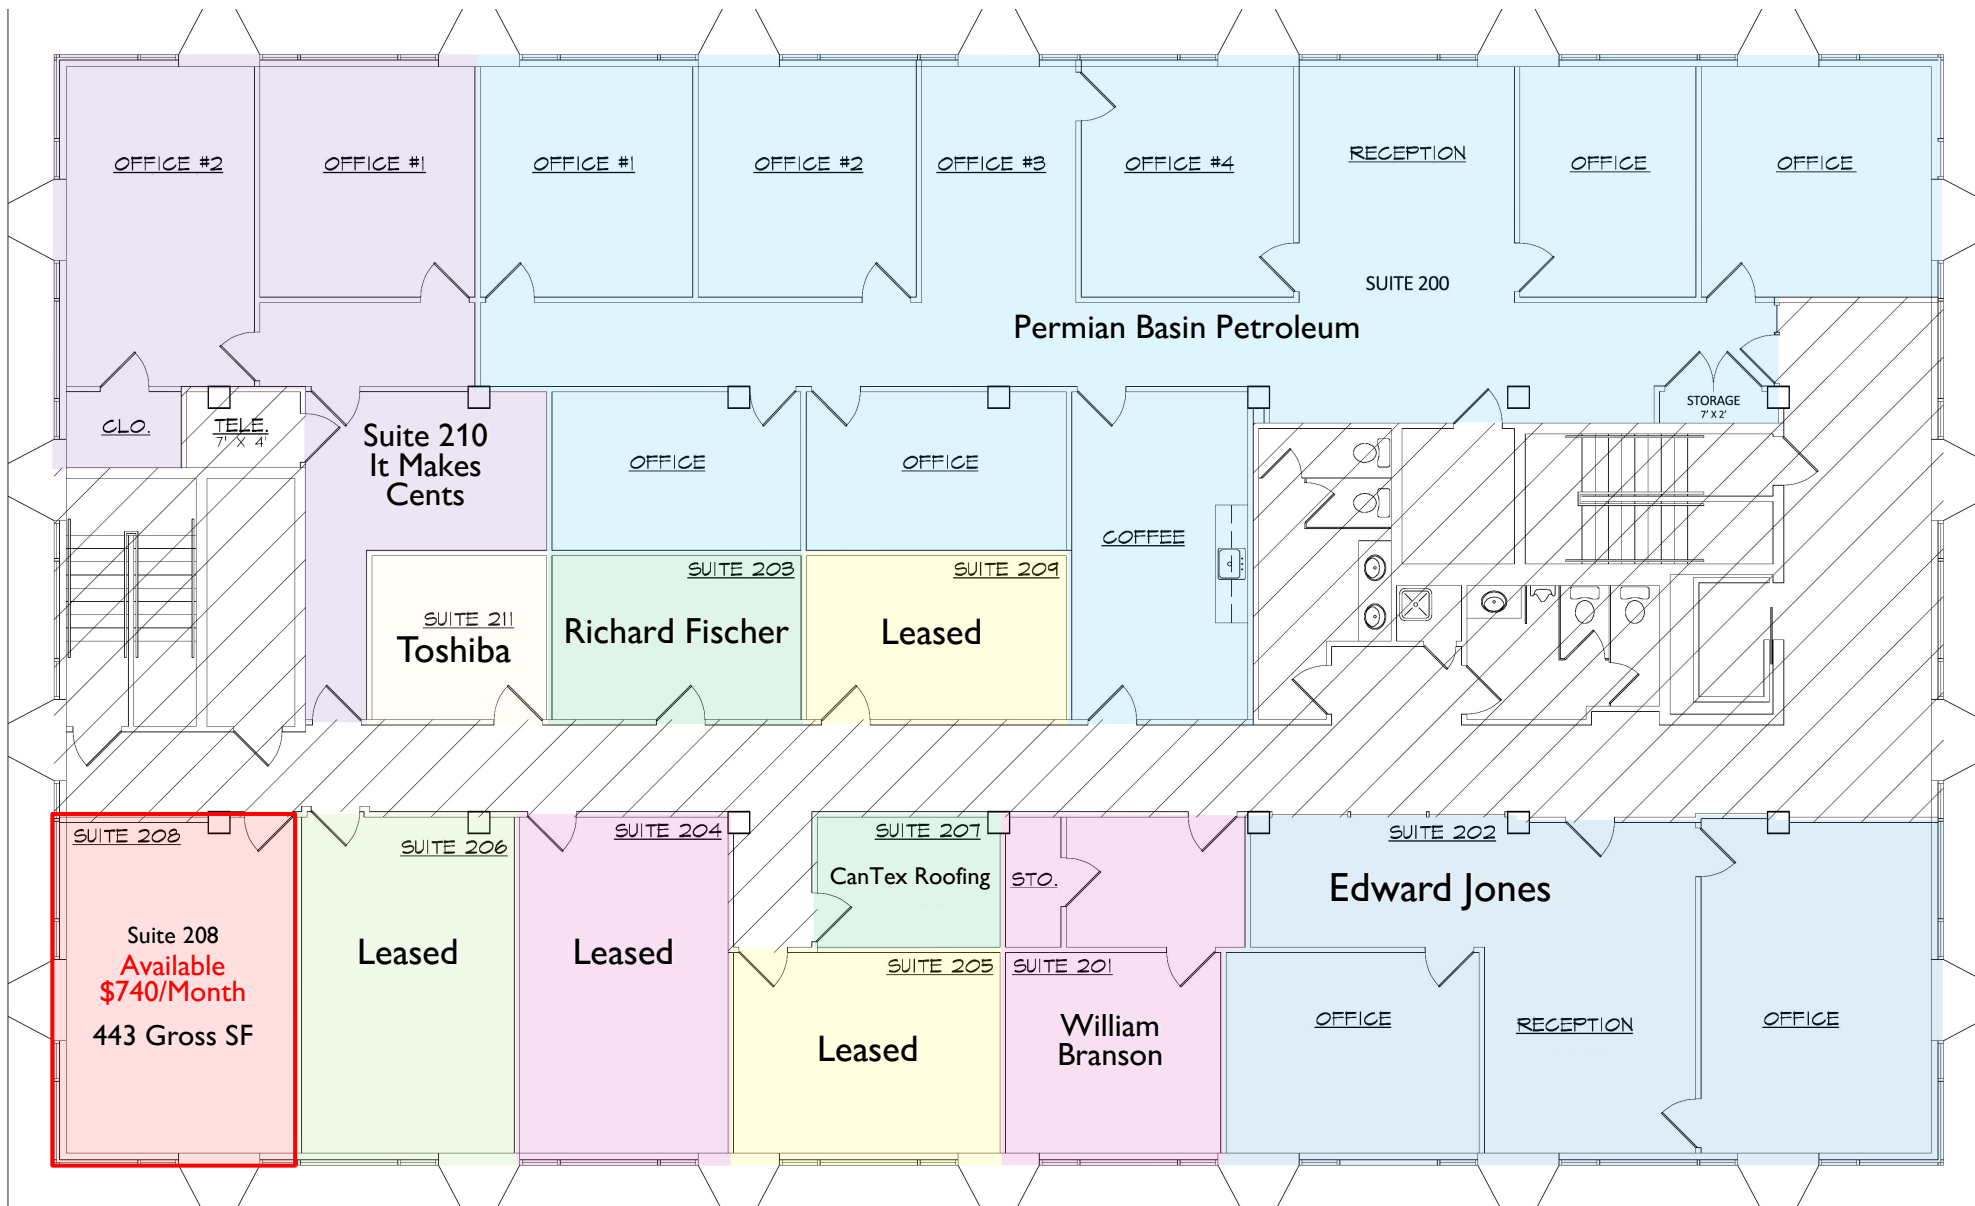 OFFICE #2
OFFICE #1
OFFICE #1
OFFICE #2
OFFICE #3
OFFICE #4
RECEPTION
OFFICE
OFFICE
SUITE 200
Permian Basin Petroleum
CLO.
TELE.
7' X 4'
Suite 210
It Makes
Cents
OFFICE
OFFICE
COFFEE
STORAGE
7' X 2'
SUITE 211
Toshiba
SUITE 203
Richard Fischer
SUITE 209
Leased
SUITE 208
Suite 208
Available
$740/Month
443 Gross SF
SUITE 206
Leased
SUITE 204
Leased
SUITE 207
CanTex Roofing
STO.
SUITE 205
Leased
SUITE 201
William
Branson
SUITE 202
Edward Jones
OFFICE
RECEPTION
OFFICE